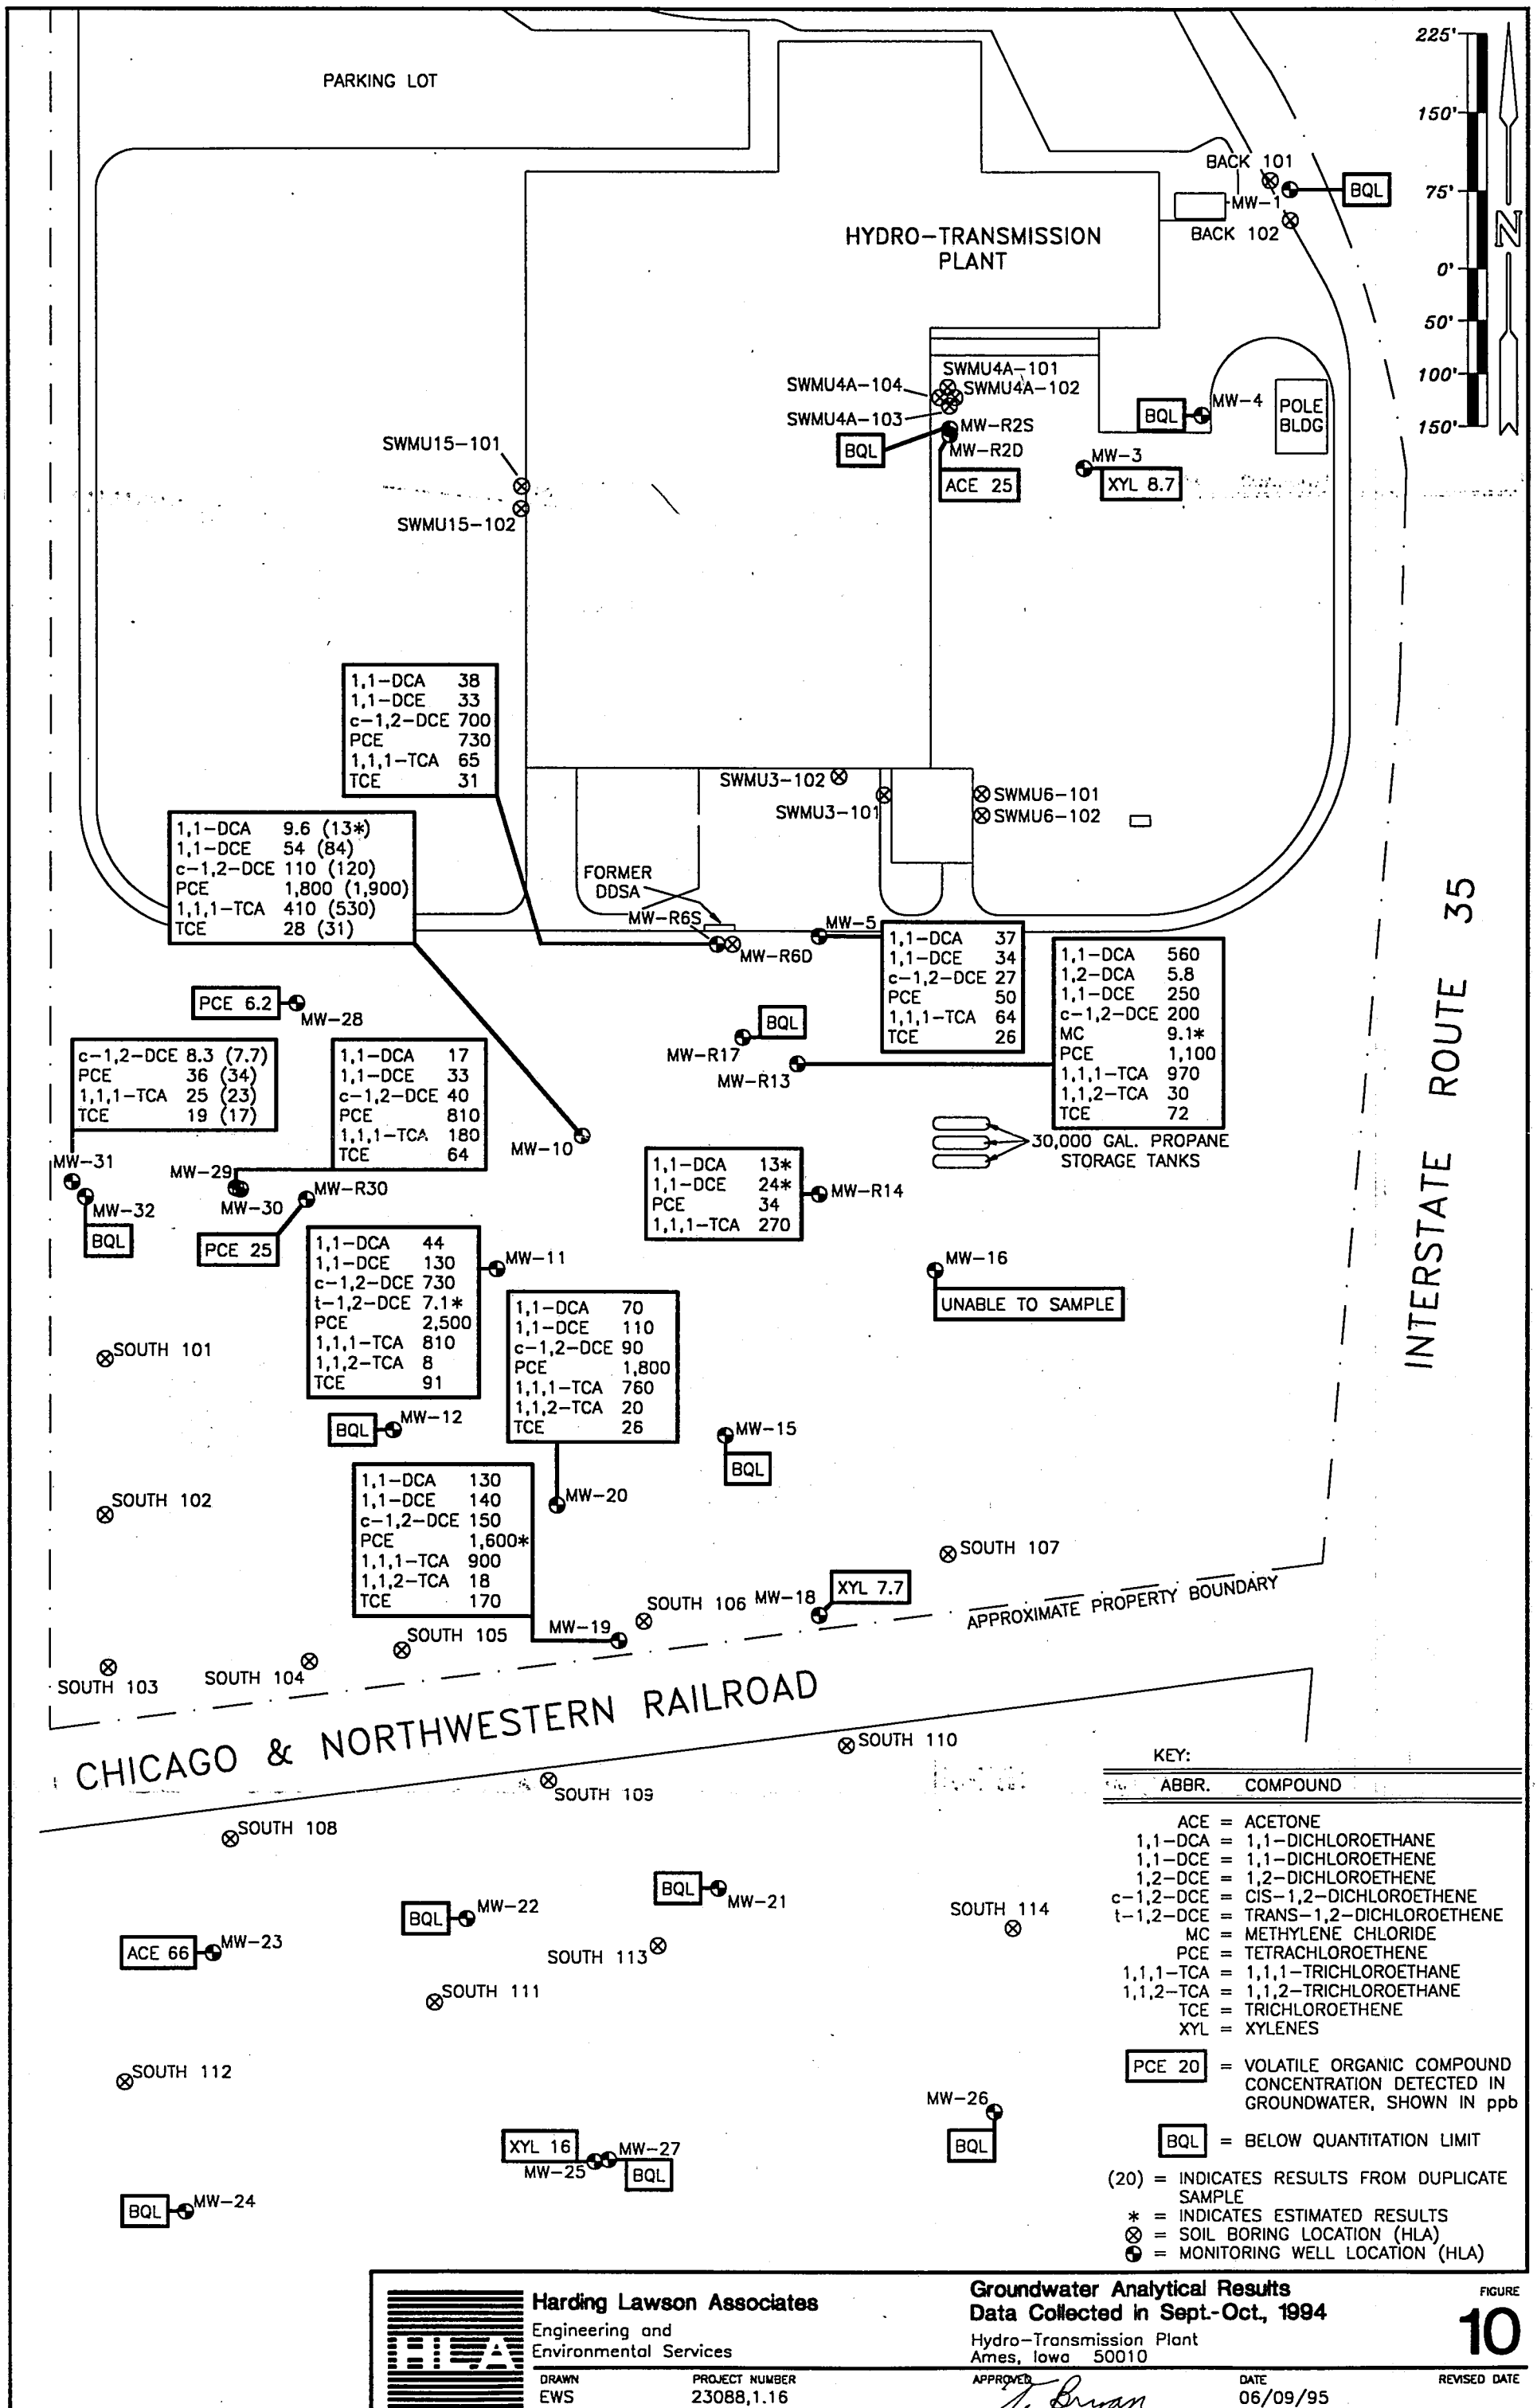 PARKING LOT
225'
150'
75'
0'
50'
100'
150'
N
BACK 101
MW-1
BQL
BACK 102
HYDRO-TRANSMISSION
PLANT
SWMU4A-101
SWMU4A-104
SWMU4A-102
SWMU4A-103
MW-R2S
BQL
MW-R2D
ACE 25
BQL
MW-4
POLE
BLDG
MW-3
XYL 8.7
SWMU15-101
SWMU15-102
1,1-DCA 38
1,1-DCE 33
c-1,2-DCE 700
PCE 730
1,1,1-TCA 65
TCE 31
SWMU3-102
SWMU3-101
SWMU6-101
SWMU6-102
1,1-DCA 9.6 (13*)
1,1-DCE 54 (84)
c-1,2-DCE 110 (120)
PCE 1,800 (1,900)
1,1,1-TCA 410 (530)
TCE 28 (31)
FORMER
DDSA
MW-R6S
MW-R6D
MW-5
1,1-DCA 37
1,1-DCE 34
c-1,2-DCE 27
PCE 50
1,1,1-TCA 64
TCE 26
1,1-DCA 560
1,2-DCA 5.8
1,1-DCE 250
c-1,2-DCE 200
MC 9.1*
PCE 1,100
1,1,1-TCA 970
1,1,2-TCA 30
TCE 72
INTERSTATE ROUTE 35
PCE 6.2
MW-28
BQL
MW-R17
MW-R13
c-1,2-DCE 8.3 (7.7)
PCE 36 (34)
1,1,1-TCA 25 (23)
TCE 19 (17)
1,1-DCA 17
1,1-DCE 33
c-1,2-DCE 40
PCE 810
1,1,1-TCA 180
TCE 64
MW-10
30,000 GAL. PROPANE
STORAGE TANKS
MW-31
MW-32
BQL
MW-29
MW-30
MW-R30
PCE 25
1,1-DCA 13*
1,1-DCE 24*
PCE 34
1,1,1-TCA 270
MW-R14
1,1-DCA 44
1,1-DCE 130
c-1,2-DCE 730
t-1,2-DCE 7.1*
PCE 2,500
1,1,1-TCA 810
1,1,2-TCA 8
TCE 91
MW-11
MW-16
UNABLE TO SAMPLE
1,1-DCA 70
1,1-DCE 110
c-1,2-DCE 90
PCE 1,800
1,1,1-TCA 760
1,1,2-TCA 20
TCE 26
SOUTH 101
BQL
MW-12
MW-15
BQL
1,1-DCA 130
1,1-DCE 140
c-1,2-DCE 150
PCE 1,600*
1,1,1-TCA 900
1,1,2-TCA 18
TCE 170
MW-20
SOUTH 102
SOUTH 107
XYL 7.7
SOUTH 106
MW-18
APPROXIMATE PROPERTY BOUNDARY
MW-19
SOUTH 105
SOUTH 104
SOUTH 103
CHICAGO & NORTHWESTERN RAILROAD
SOUTH 110
SOUTH 109
SOUTH 108
BQL
MW-21
BQL
MW-22
SOUTH 114
ACE 66
MW-23
SOUTH 113
SOUTH 111
SOUTH 112
MW-26
BQL
XYL 16
MW-25
MW-27
BQL
BQL
MW-24
KEY:
ABBR. COMPOUND
ACE = ACETONE
1,1-DCA = 1,1-DICHLOROETHANE
1,1-DCE = 1,1-DICHLOROETHENE
1,2-DCE = 1,2-DICHLOROETHENE
c-1,2-DCE = CIS-1,2-DICHLOROETHENE
t-1,2-DCE = TRANS-1,2-DICHLOROETHENE
MC = METHYLENE CHLORIDE
PCE = TETRACHLOROETHENE
1,1,1-TCA = 1,1,1-TRICHLOROETHANE
1,1,2-TCA = 1,1,2-TRICHLOROETHANE
TCE = TRICHLOROETHENE
XYL = XYLENES
PCE 20 = VOLATILE ORGANIC COMPOUND
CONCENTRATION DETECTED IN
GROUNDWATER, SHOWN IN ppb
BQL = BELOW QUANTITATION LIMIT
(20) = INDICATES RESULTS FROM DUPLICATE
SAMPLE
* = INDICATES ESTIMATED RESULTS
= SOIL BORING LOCATION (HLA)
= MONITORING WELL LOCATION (HLA)
HLA
Harding Lawson Associates
Engineering and
Environmental Services
Groundwater Analytical Results
Data Collected in Sept.-Oct., 1994
Hydro-Transmission Plant
Ames, Iowa 50010
FIGURE
10
DRAWN
EWS
PROJECT NUMBER
23088,1.16
APPROVED
DATE
06/09/95
REVISED DATE